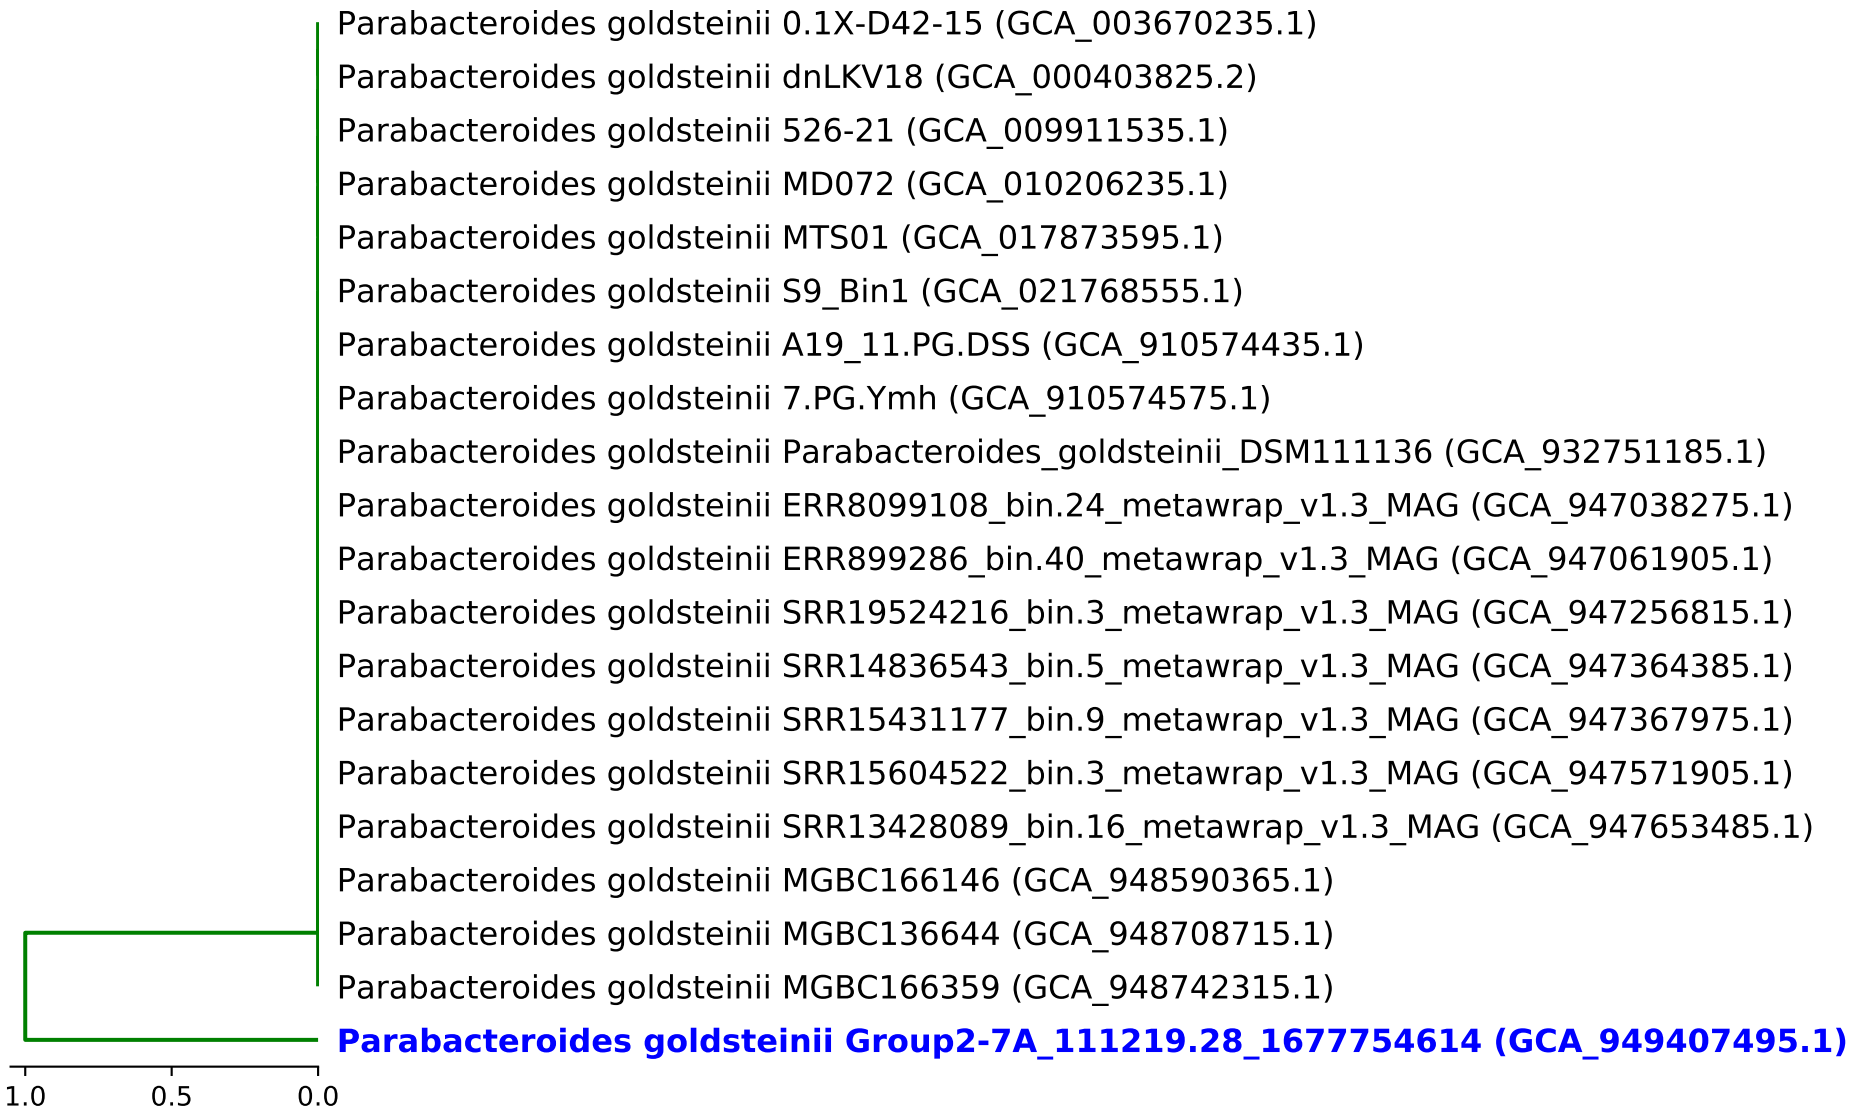 Parabacteroides goldsteinii 0.1X-D42-15 (GCA_003670235.1)
Parabacteroides goldsteinii dnLKV18 (GCA_000403825.2)
Parabacteroides goldsteinii 526-21 (GCA_009911535.1)
Parabacteroides goldsteinii MD072 (GCA_010206235.1)
Parabacteroides goldsteinii MTS01 (GCA_017873595.1)
Parabacteroides goldsteinii S9_Bin1 (GCA_021768555.1)
Parabacteroides goldsteinii A19_11.PG.DSS (GCA_910574435.1)
Parabacteroides goldsteinii 7.PG.Ymh (GCA_910574575.1)
Parabacteroides goldsteinii Parabacteroides_goldsteinii_DSM111136 (GCA_932751185.1)
Parabacteroides goldsteinii ERR8099108_bin.24_metawrap_v1.3_MAG (GCA_947038275.1)
Parabacteroides goldsteinii ERR899286_bin.40_metawrap_v1.3_MAG (GCA_947061905.1)
Parabacteroides goldsteinii SRR19524216_bin.3_metawrap_v1.3_MAG (GCA_947256815.1)
Parabacteroides goldsteinii SRR14836543_bin.5_metawrap_v1.3_MAG (GCA_947364385.1)
Parabacteroides goldsteinii SRR15431177_bin.9_metawrap_v1.3_MAG (GCA_947367975.1)
Parabacteroides goldsteinii SRR15604522_bin.3_metawrap_v1.3_MAG (GCA_947571905.1)
Parabacteroides goldsteinii SRR13428089_bin.16_metawrap_v1.3_MAG (GCA_947653485.1)
Parabacteroides goldsteinii MGBC166146 (GCA_948590365.1)
Parabacteroides goldsteinii MGBC136644 (GCA_948708715.1)
Parabacteroides goldsteinii MGBC166359 (GCA_948742315.1)
Parabacteroides goldsteinii Group2-7A_111219.28_1677754614 (GCA_949407495.1)
1.0 0.5 0.0